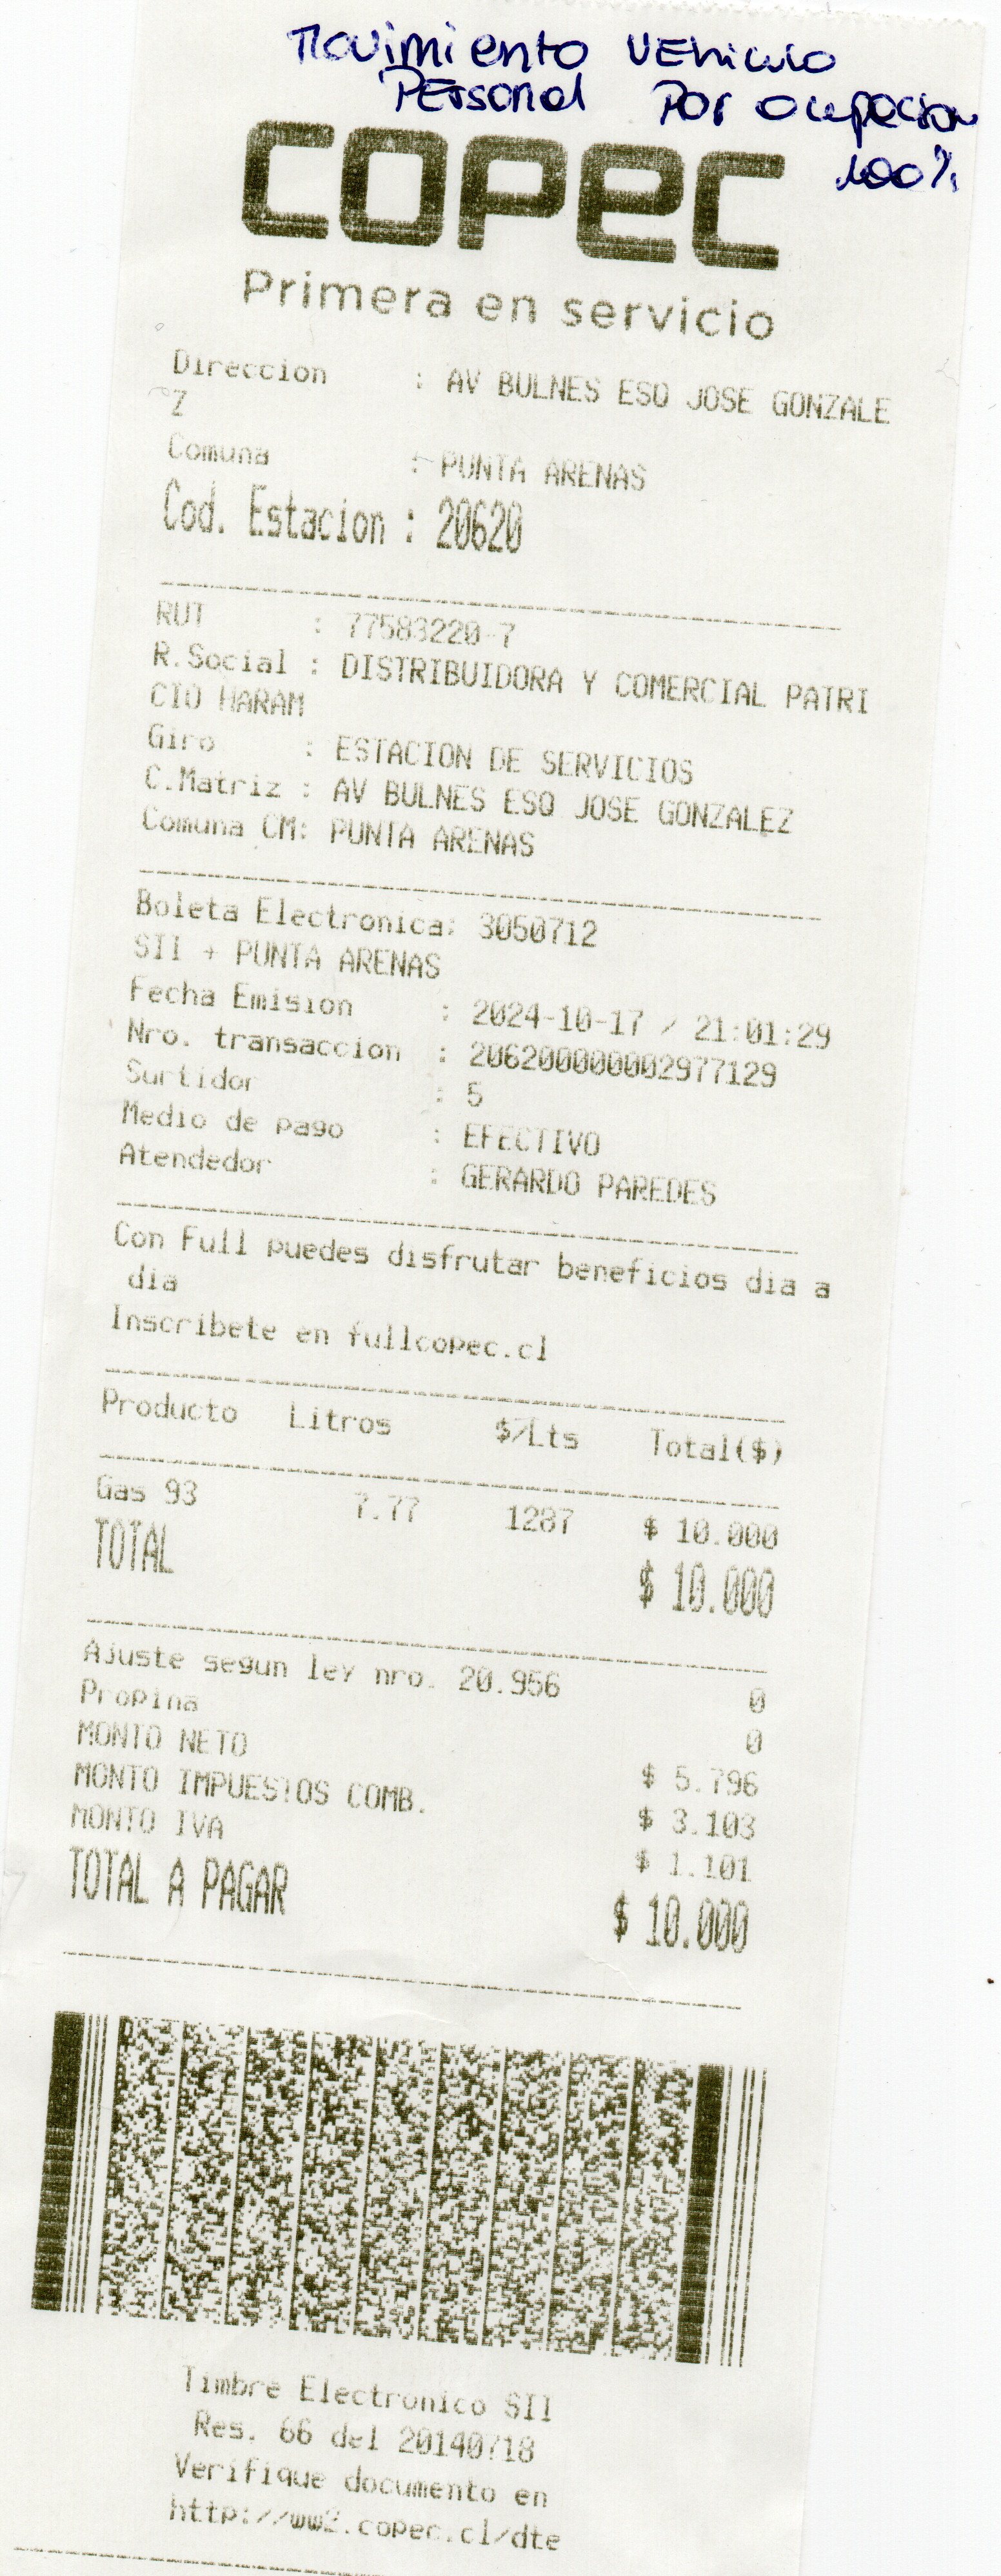 Movimiento Vehiculo
Personal Por ocupacion
100%
copec
Primera en servicio
Direccion : AV BULNES ESQ JOSE GONZALE
Z
Comuna : PUNTA ARENAS
Cod. Estacion : 20620
RUT : 77583220-7
R.Social : DISTRIBUIDORA Y COMERCIAL PATRI
CIO HARAM
Giro : ESTACION DE SERVICIOS
C.Matriz : AV BULNES ESQ JOSE GONZALEZ
Comuna CM: PUNTA ARENAS
Boleta Electronica: 3050712
SII + PUNTA ARENAS
Fecha Emision : 2024-10-17 / 21:01:29
Nro. transaccion : 2062000000002977129
Surtidor : 5
Medio de pago : EFECTIVO
Atendedor : GERARDO PAREDES
Con Full puedes disfrutar beneficios dia a
dia
Inscribete en fullcopec.cl
Producto Litros $/Lts Total($)
Gas 93 7.77 1287 $ 10.000
TOTAL $ 10.000
Ajuste segun ley nro. 20.956 0
Propina 0
MONTO NETO $ 5.796
MONTO IMPUESTOS COMB. $ 3.103
MONTO IVA $ 1.101
TOTAL A PAGAR $ 10.000
Timbre Electronico SII
Res. 66 del 20140718
Verifique documento en
http://ww2.copec.cl/dte